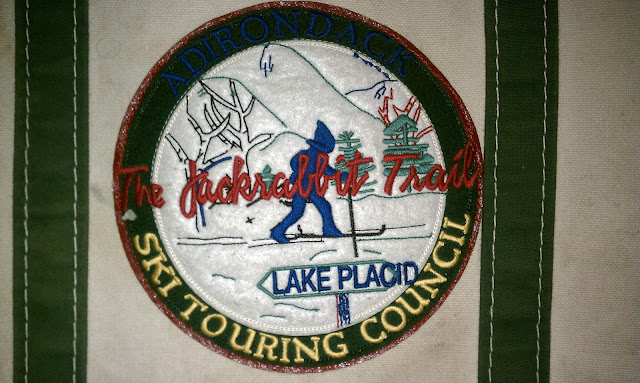 ADIRONDACK
The Jackrabbit Trail
LAKE PLACID
SKI TOURING COUNCIL